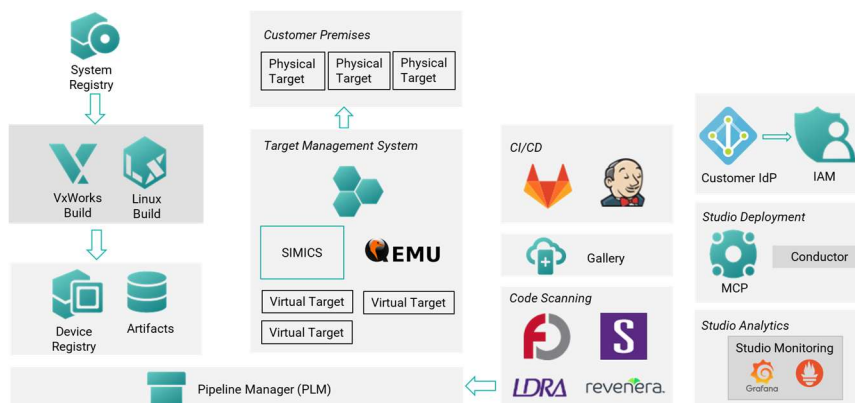 System
Registry
VxWorks
Build
Linux
Build
Device
Registry
Artifacts
Pipeline Manager (PLM)
Customer Premises
Physical
Target
Physical
Target
Physical
Target
Target Management System
SIMICS
QEMU
Virtual Target
Virtual Target
Virtual Target
CI/CD
Gallery
Code Scanning
S
LDRA
revenera.
Customer IdP
IAM
Studio Deployment
MCP
Conductor
Studio Analytics
Studio Monitoring
Grafana